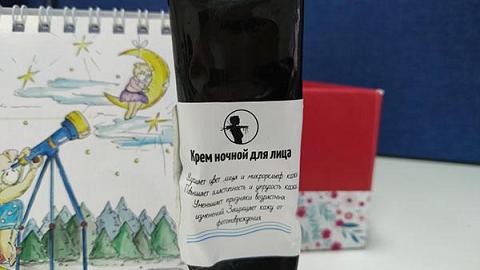 Крем ночной для лица
Улучшает цвет лица и микрорельеф кожи
Повышает эластичность и упругость кожи
Уменьшает признаки возрастных
изменений Защищает кожу от
фотоповреждения